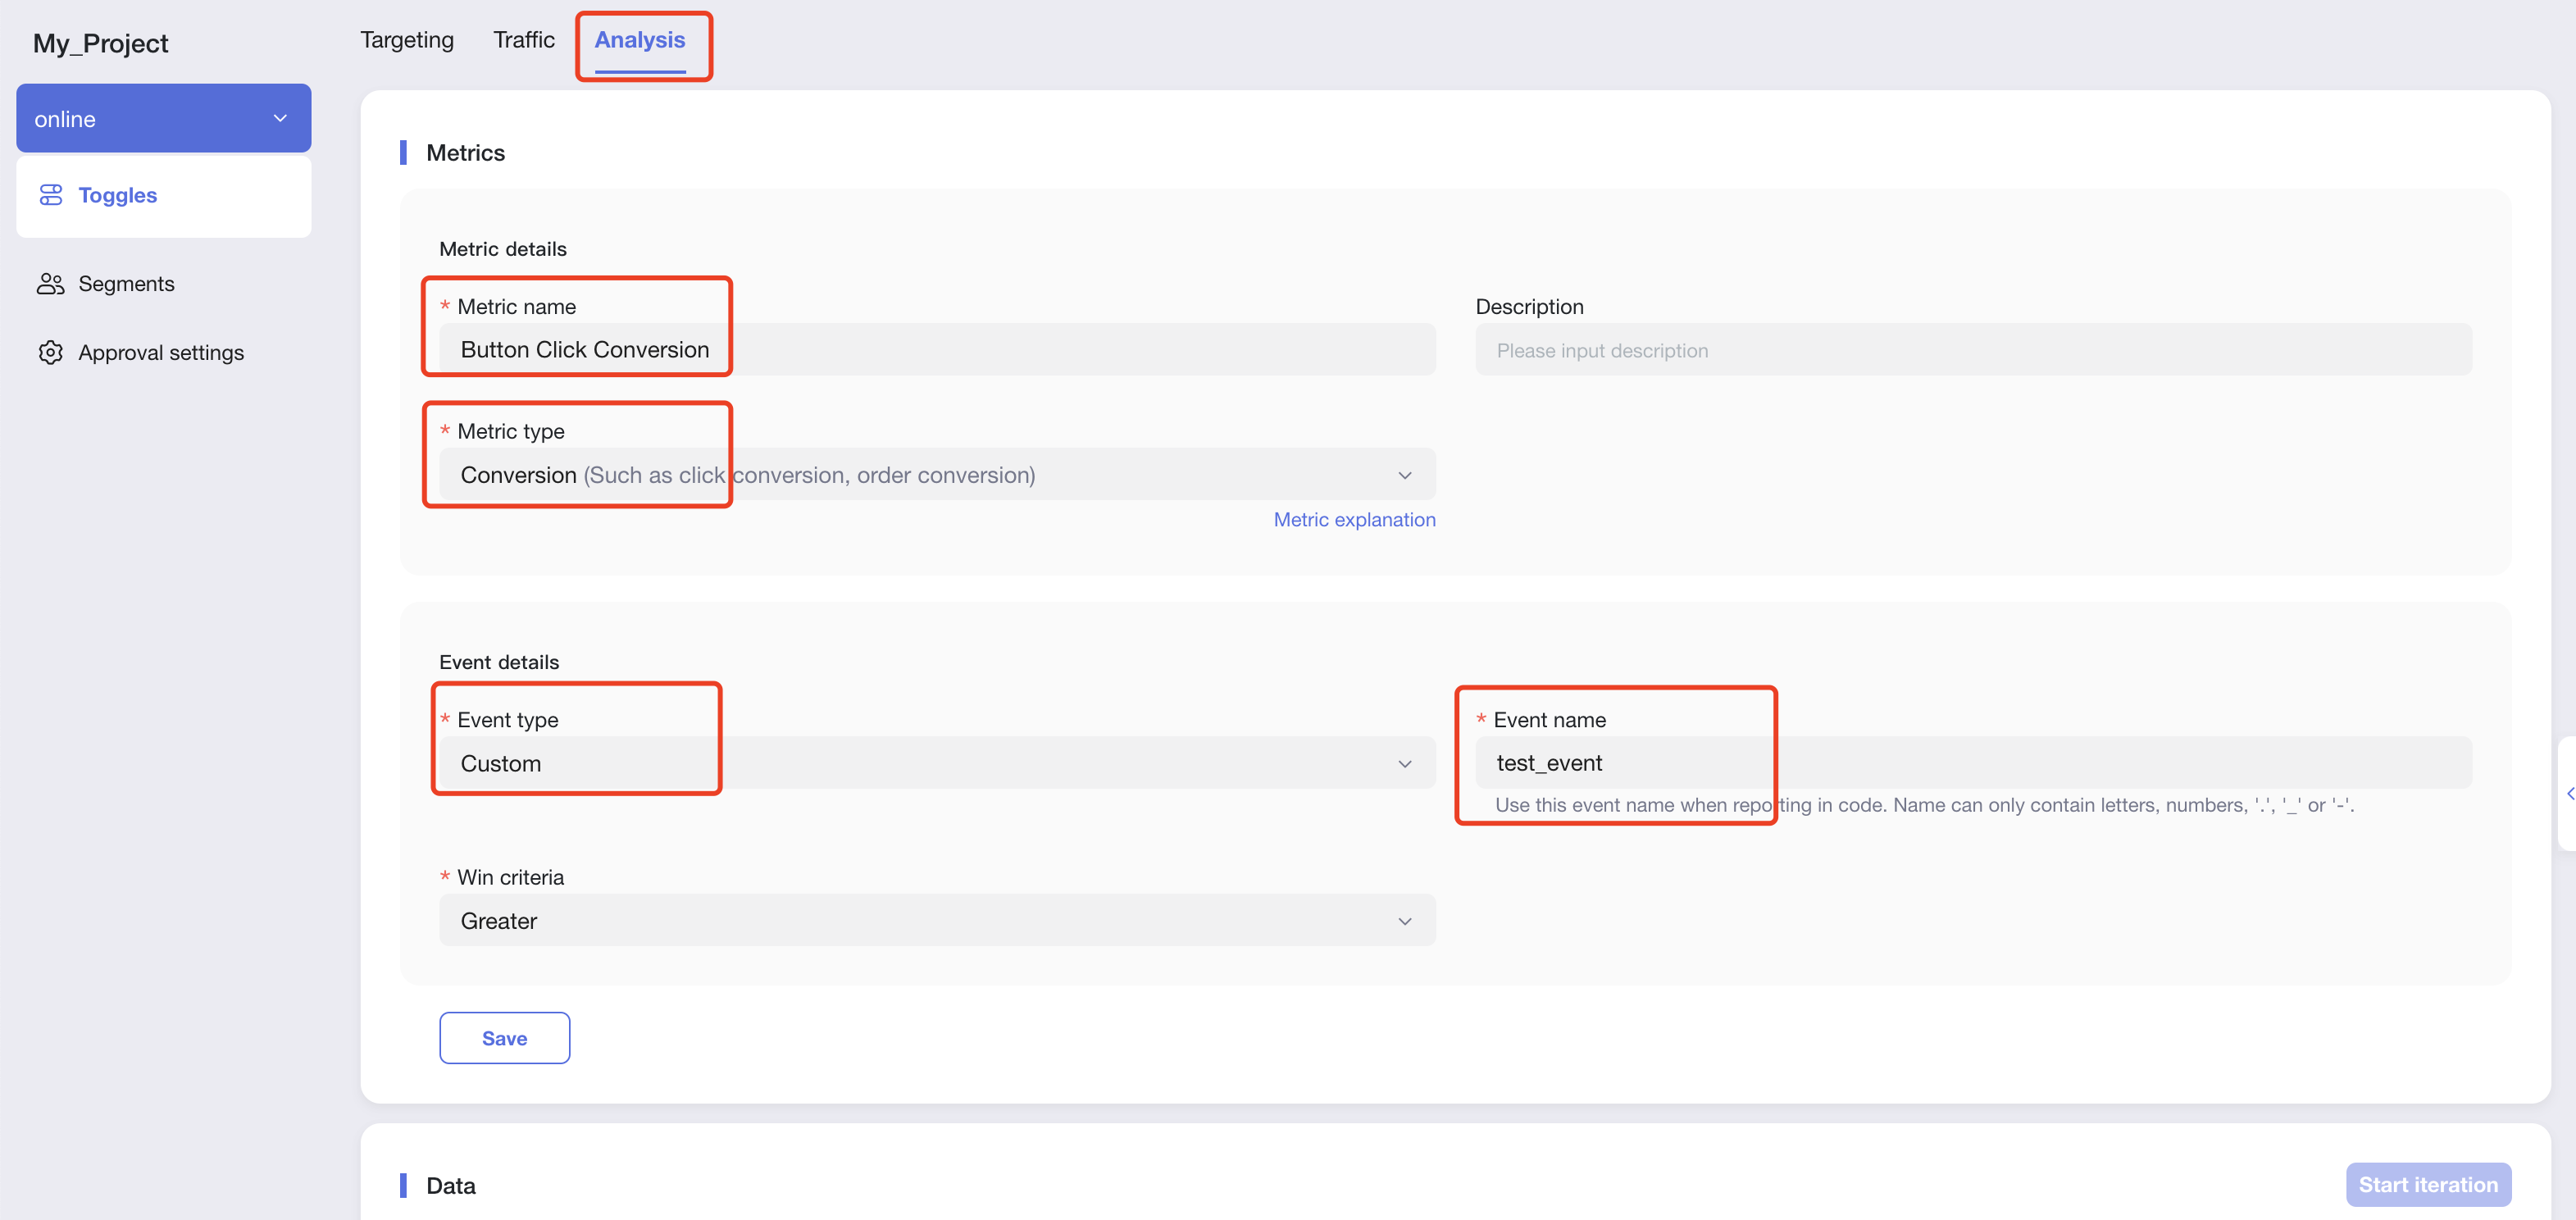 My_Project
online
Toggles
Segments
Approval settings
Targeting Traffic Analysis
Metrics
Metric details
* Metric name
Button Click Conversion
Description
Please input description
* Metric type
Conversion (Such as click conversion, order conversion)
Metric explanation
Event details
* Event type
Custom
* Event name
test_event
Use this event name when reporting in code. Name can only contain letters, numbers, '.', '_' or '-'.
* Win criteria
Greater
Save
Data
Start iteration